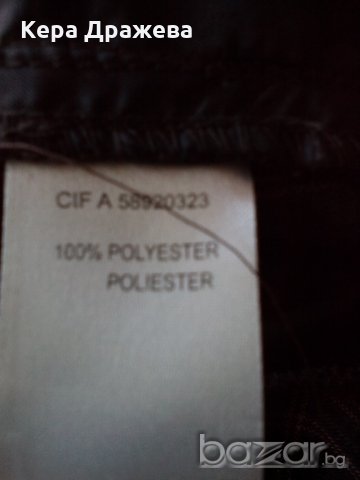 Кера Дражева
CIF A 58920323
100% POLYESTER
POLIESTER
bazar.bg